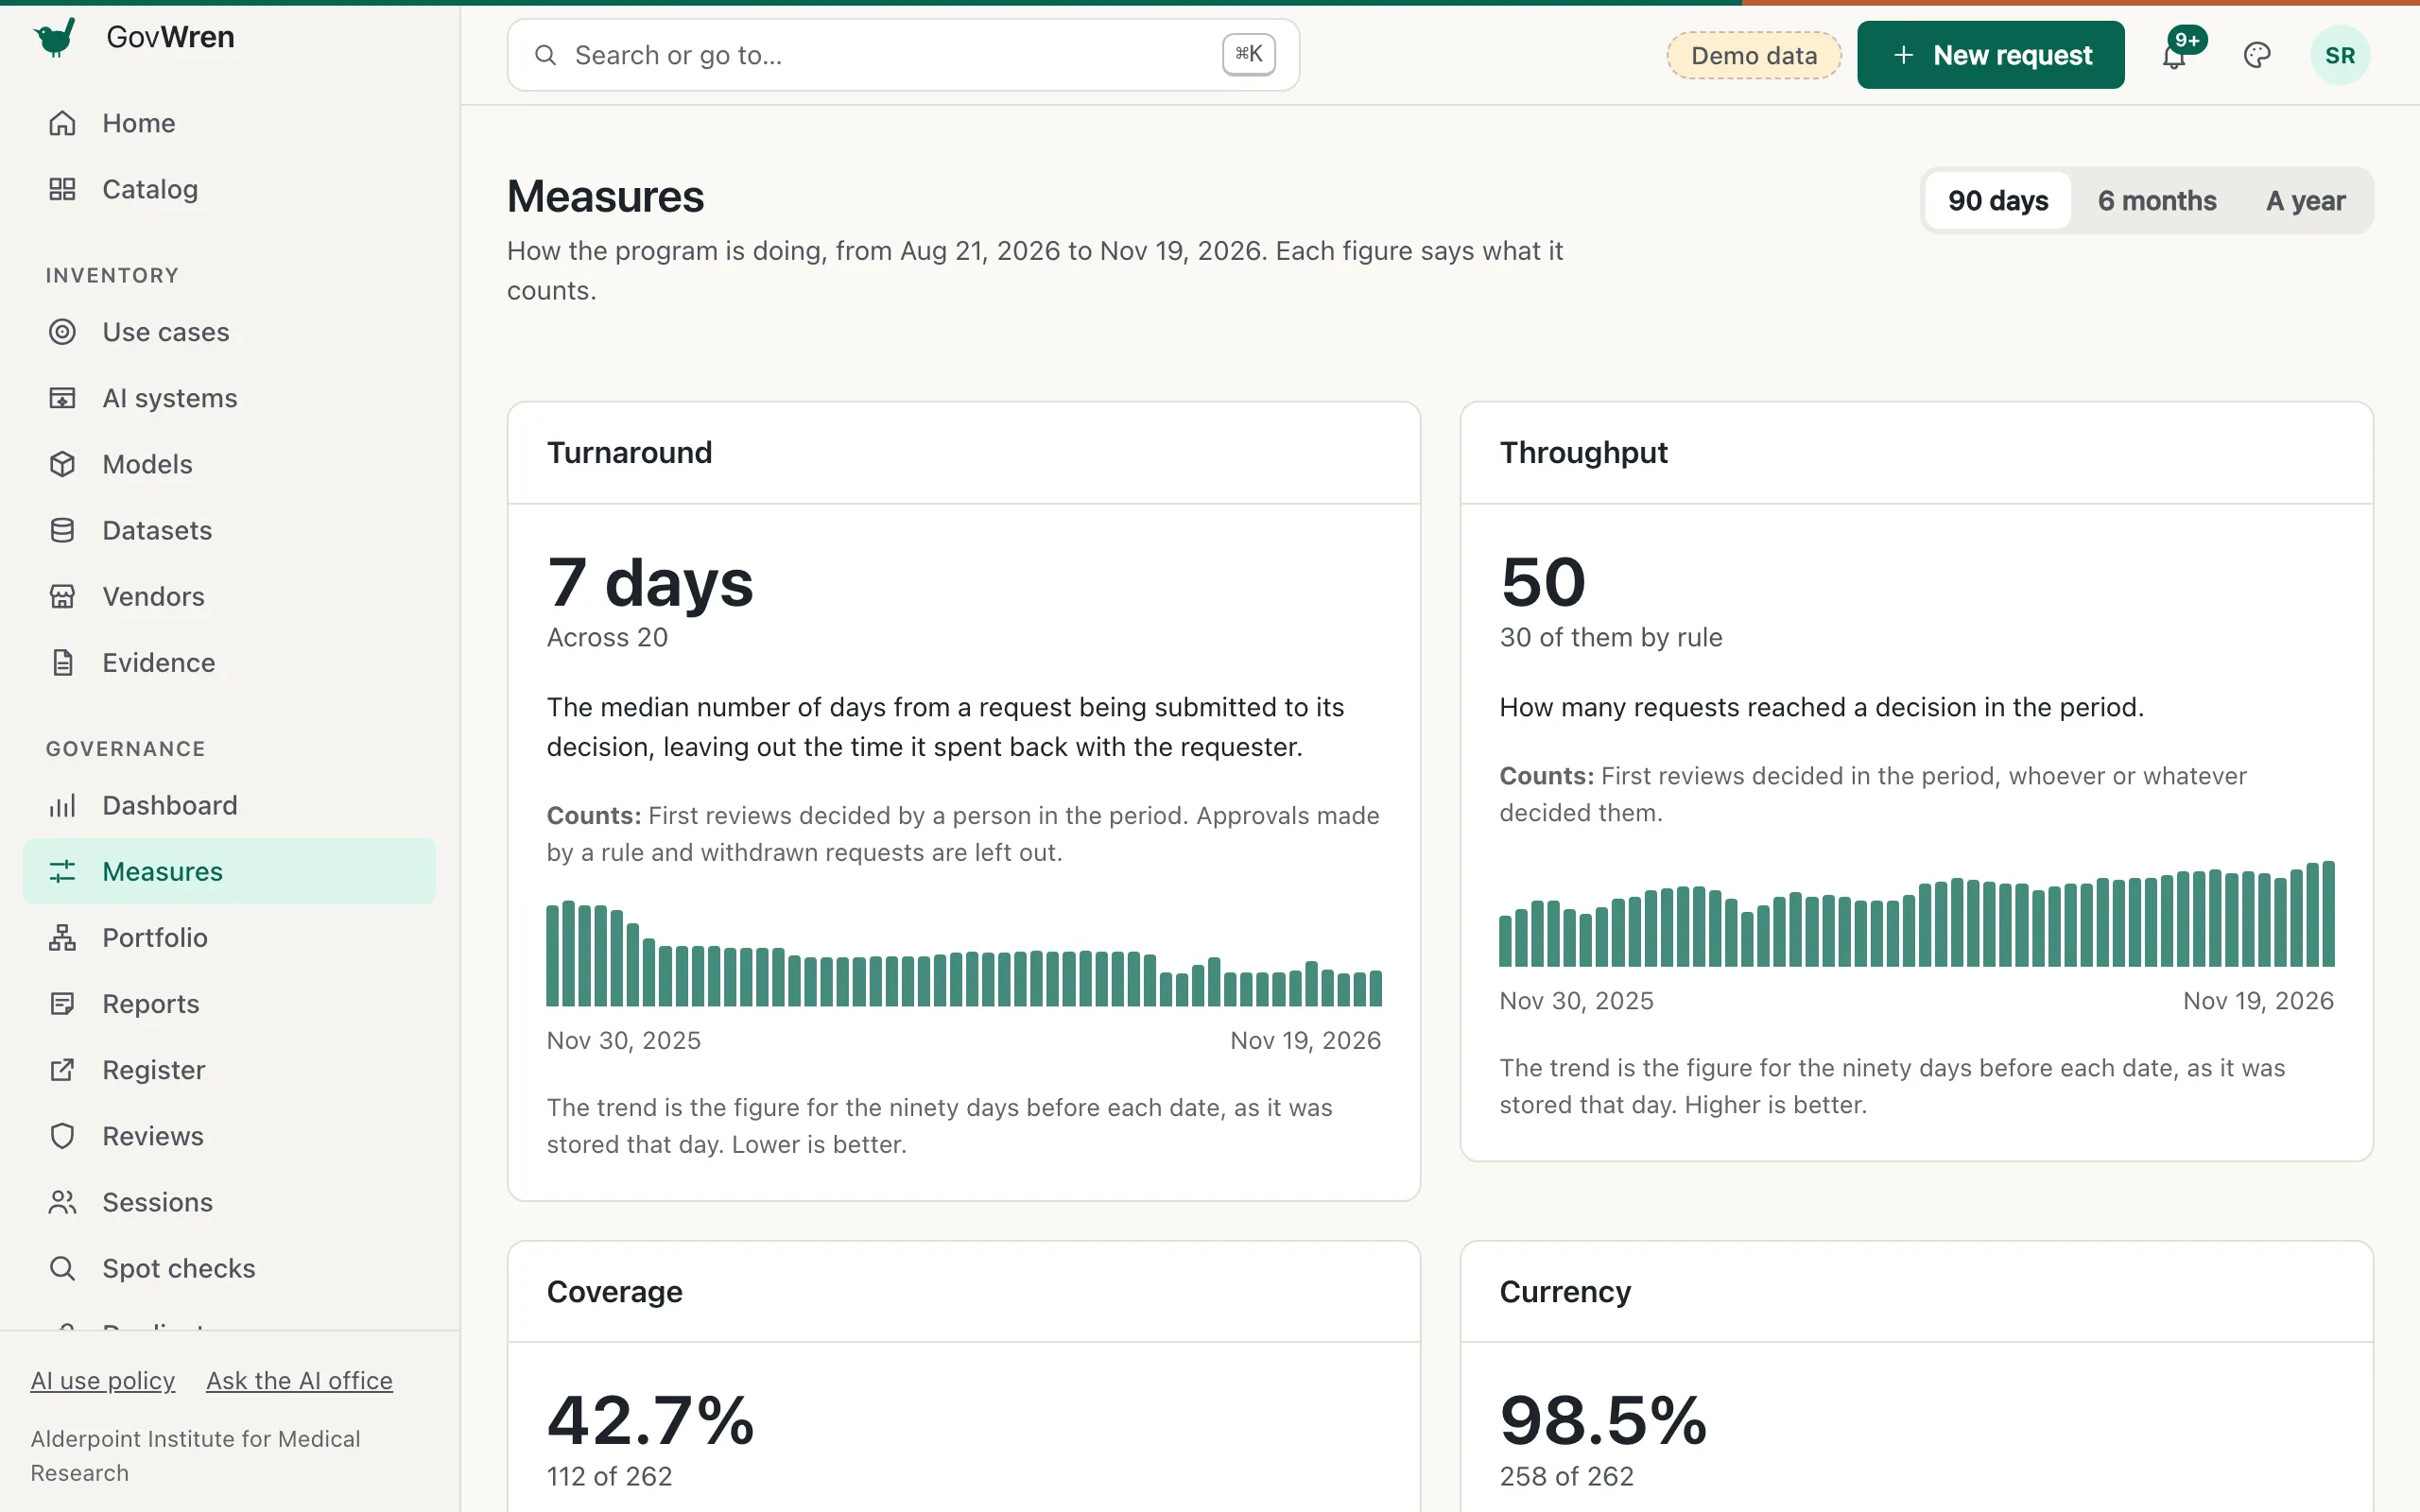 GovWren
Search or go to...
⌘K
Demo data
+ New request
9+
SR
Home
Catalog
INVENTORY
Use cases
AI systems
Models
Datasets
Vendors
Evidence
GOVERNANCE
Dashboard
Measures
Portfolio
Reports
Register
Reviews
Sessions
Spot checks
AI use policy
Ask the AI office
Alderpoint Institute for Medical
Research
Measures
How the program is doing, from Aug 21, 2026 to Nov 19, 2026. Each figure says what it
counts.
90 days
6 months
A year
Turnaround
7 days
Across 20
The median number of days from a request being submitted to its
decision, leaving out the time it spent back with the requester.
Counts: First reviews decided by a person in the period. Approvals made
by a rule and withdrawn requests are left out.
Nov 30, 2025
Nov 19, 2026
The trend is the figure for the ninety days before each date, as it was
stored that day. Lower is better.
Throughput
50
30 of them by rule
How many requests reached a decision in the period.
Counts: First reviews decided in the period, whoever or whatever
decided them.
Nov 30, 2025
Nov 19, 2026
The trend is the figure for the ninety days before each date, as it was
stored that day. Higher is better.
Coverage
42.7%
112 of 262
Currency
98.5%
258 of 262